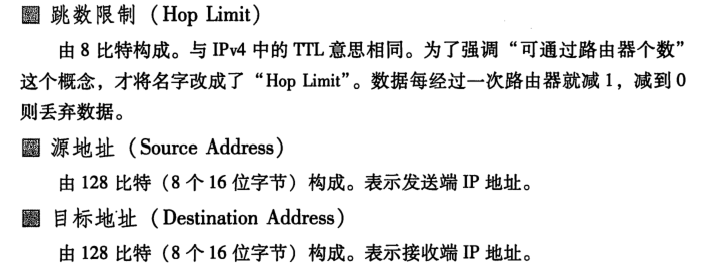 跳数限制（Hop Limit）
由 8 比特构成。与 IPv4 中的 TTL 意思相同。为了强调“可通过路由器个数”
这个概念，才将名字改成了“Hop Limit”。数据每经过一次路由器就减 1，减到 0
则丢弃数据。
源地址（Source Address）
由 128 比特（8 个 16 位字节）构成。表示发送端 IP 地址。
目标地址（Destination Address）
由 128 比特（8 个 16 位字节）构成。表示接收端 IP 地址。